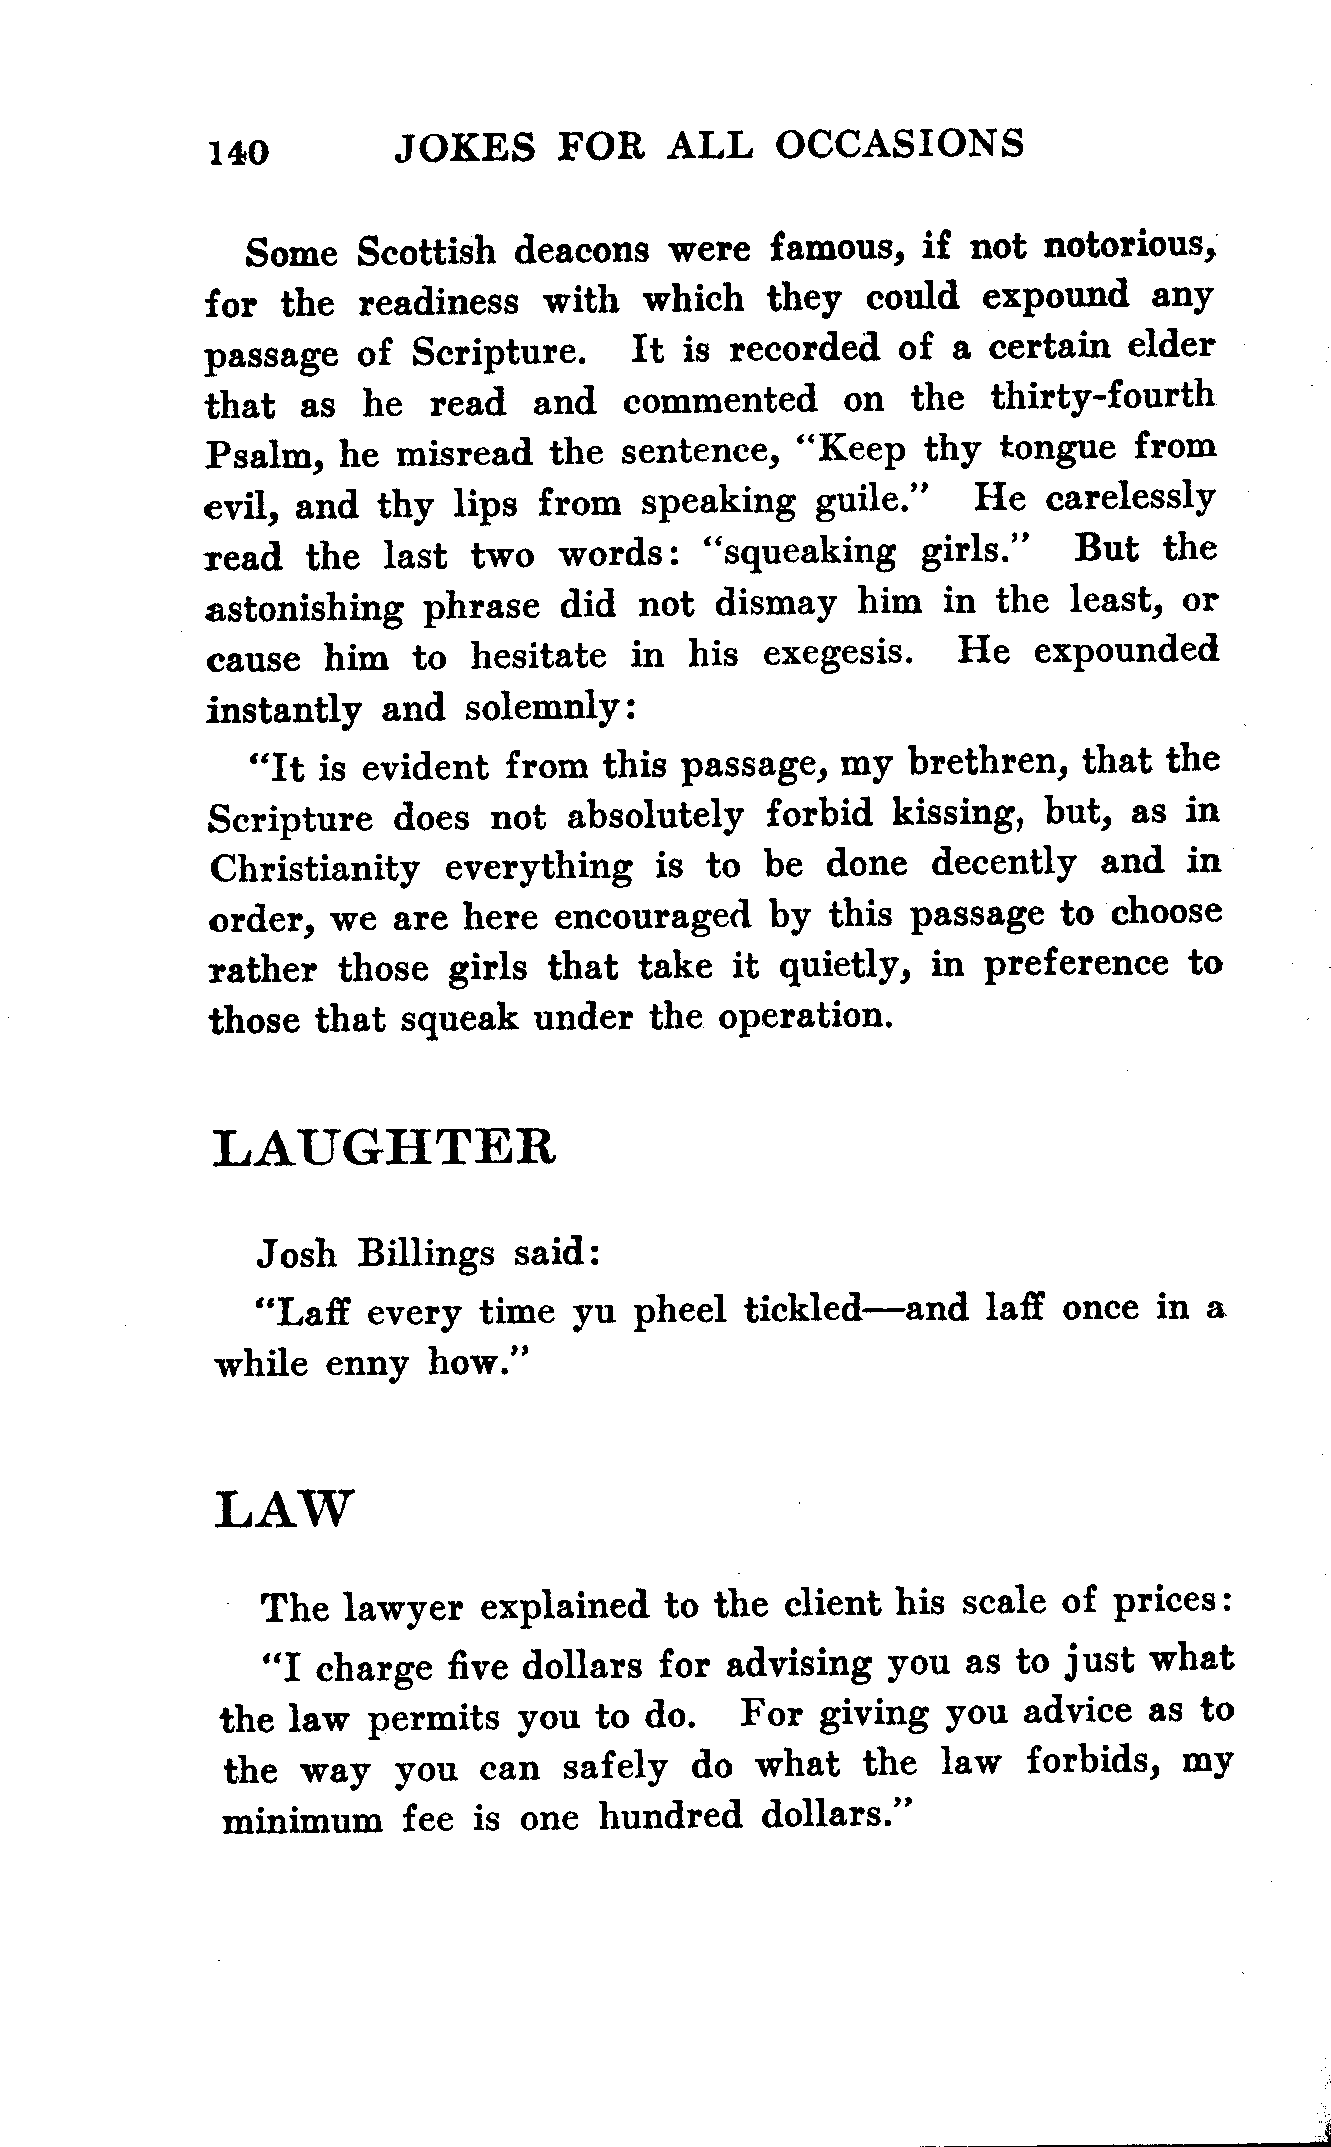 140 JOKES FOR ALL OCCASIONS
Some Scottish deacons were famous, if not notorious,
for the readiness with which they could expound any
passage of Scripture. It is recorded of a certain elder
that as he read and commented on the thirty-fourth
Psalm, he misread the sentence, "Keep thy tongue from
evil, and thy lips from speaking guile." He carelessly
read the last two words: "squeaking girls." But the
astonishing phrase did not dismay him in the least, or
cause him to hesitate in his exegesis. He expounded
instantly and solemnly:
"It is evident from this passage, my brethren, that the
Scripture does not absolutely forbid kissing, but, as in
Christianity everything is to be done decently and in
order, we are here encouraged by this passage to choose
rather those girls that take it quietly, in preference to
those that squeak under the operation.
LAUGHTER
Josh Billings said:
"Laff every time yu pheel tickled—and laff once in a
while enny how."
LAW
The lawyer explained to the client his scale of prices:
"I charge five dollars for advising you as to just what
the law permits you to do. For giving you advice as to
the way you can safely do what the law forbids, my
minimum fee is one hundred dollars."